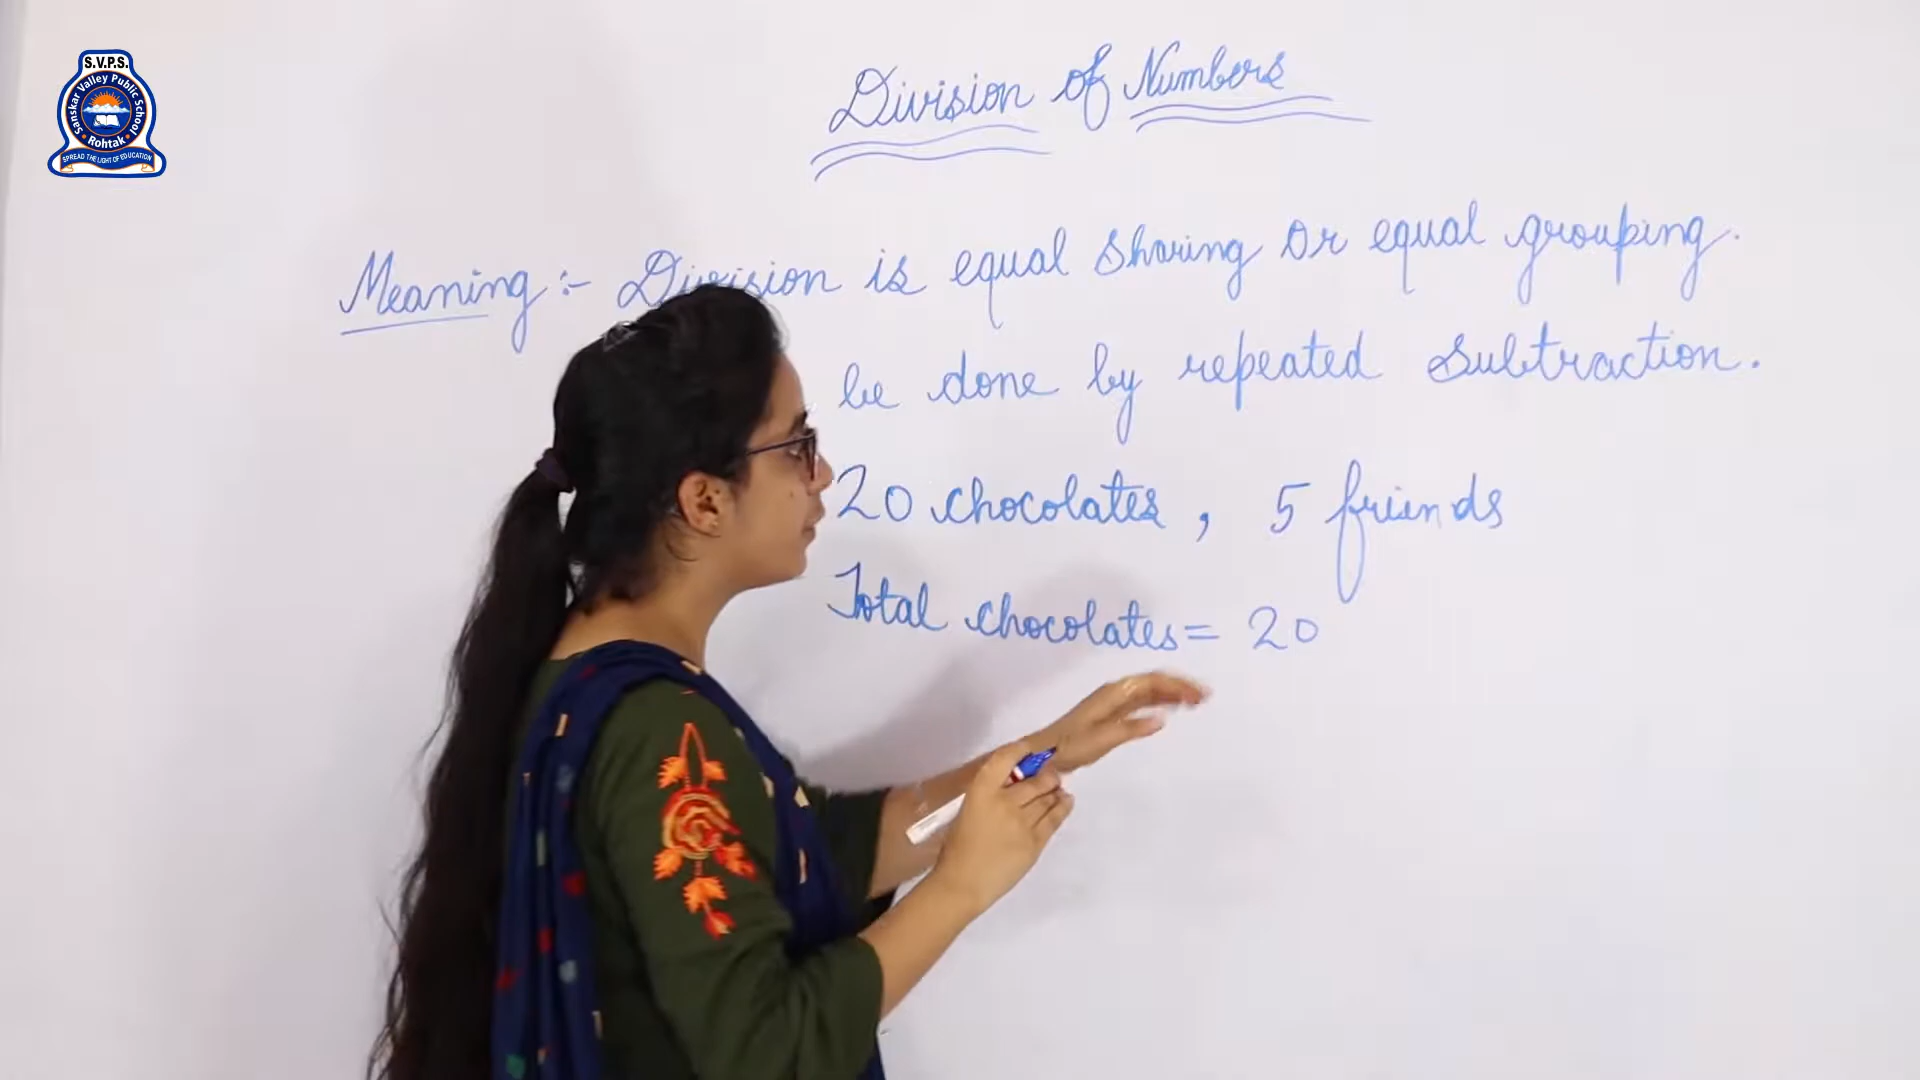 S.V.P.S.
Sanskar Valley Public School
Rohtak
SPREAD THE LIGHT OF EDUCATION
Division of Numbers
Meaning :- Division is equal sharing or equal grouping.
be done by repeated subtraction.
20 chocolates, 5 friends
Total chocolates = 20